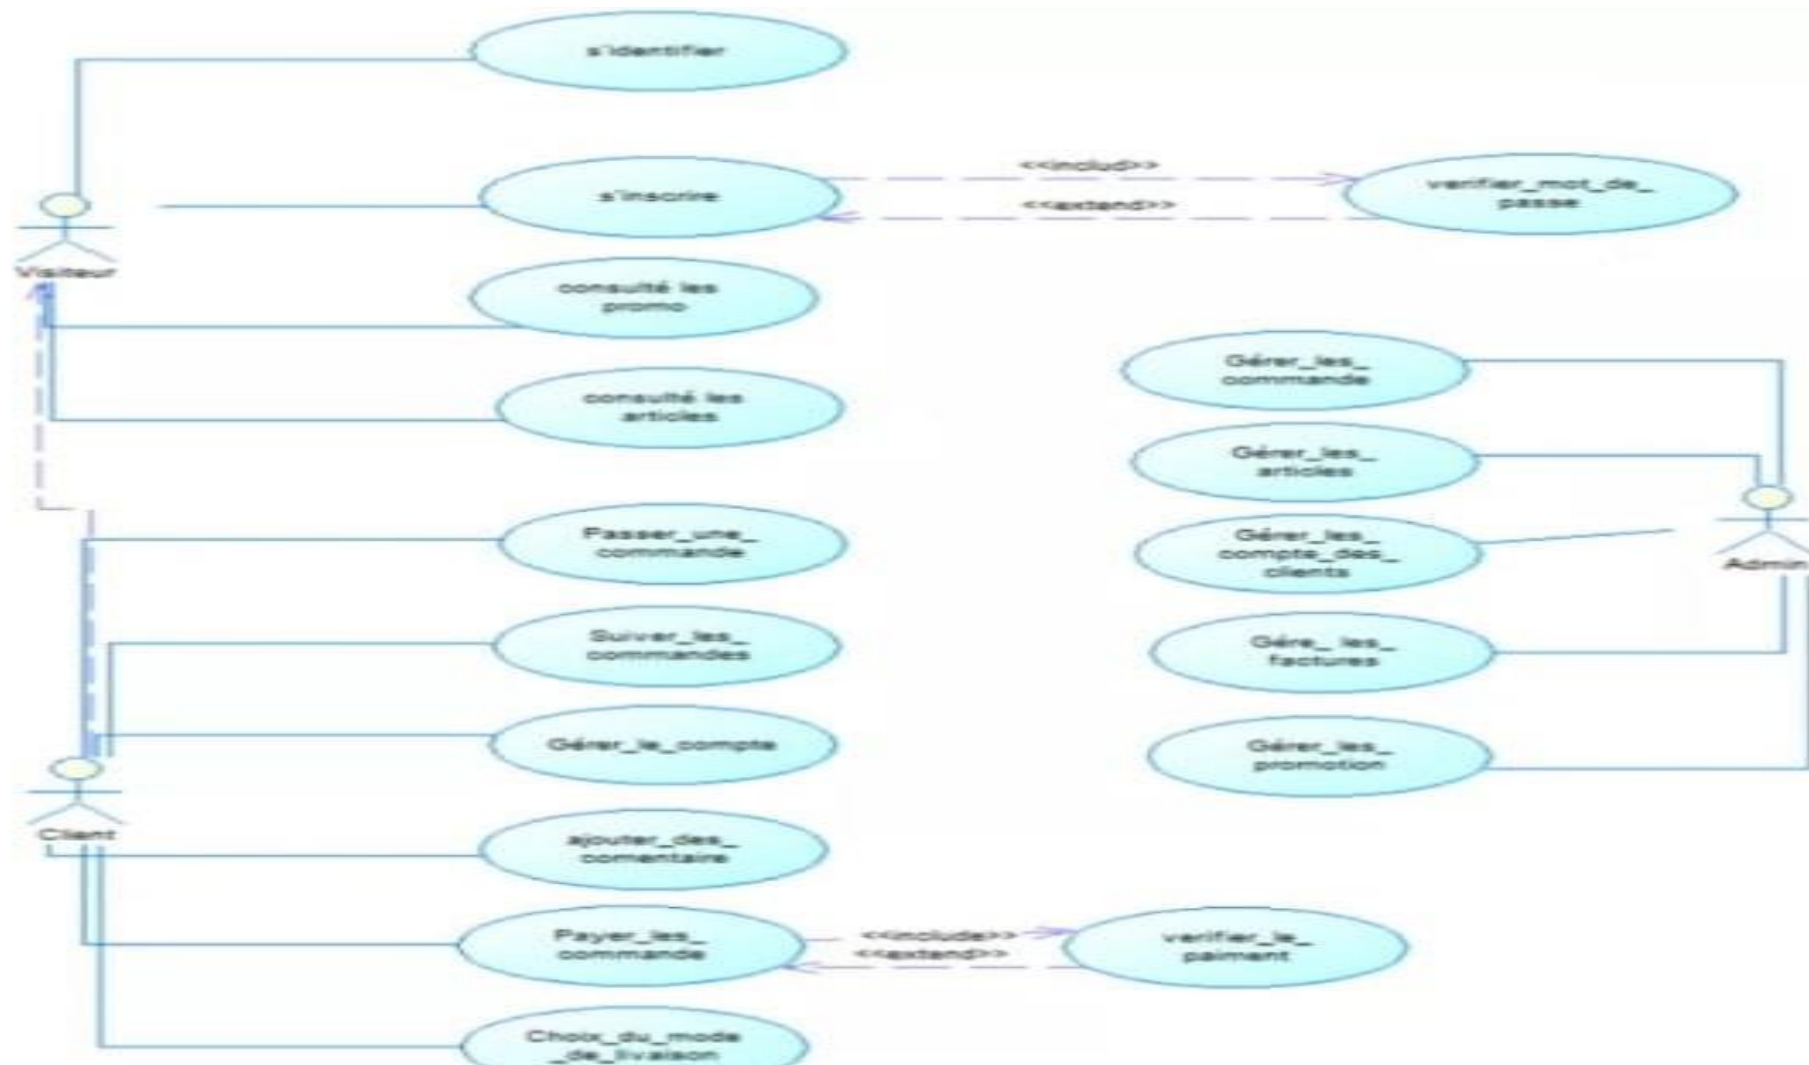 s'identifier
s'inscrire
<<includ>>
<<extend>>
verifier_mot_de_
passe
Visiteur
consulté les
promo
consulté les
articles
Gérer_les_
commande
Gérer_les_
articles
Gérer_les_
compte_des_
clients
Admin
Gére_ les_
factures
Gérer_les_
promotion
Passer_une_
commande
Suiver_les_
commandes
Gérer_le_compte
Client
ajouter_des_
comentaire
Payer_les_
commande
<<include>>
<<extend>>
verifier_le_
paiment
Choix_du_mode
_de_livaison